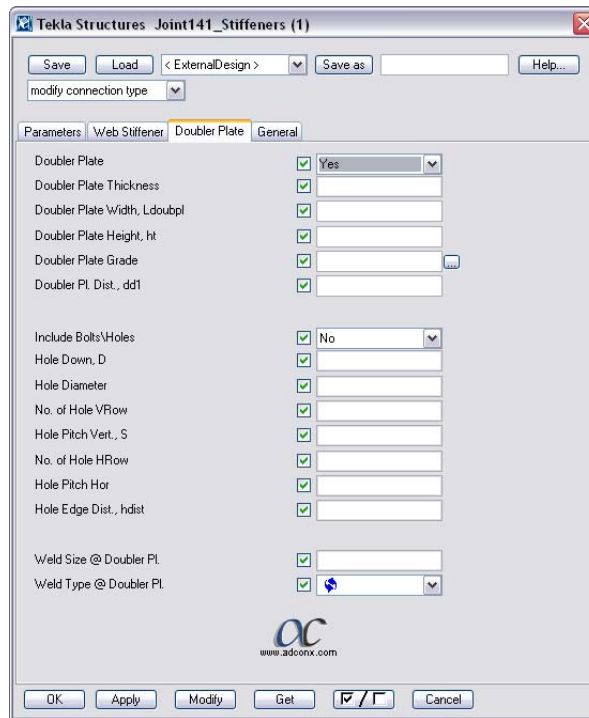 Tekla Structures Joint141_Stiffeners (1)
Save Load < ExternalDesign > Save as Help...
modify connection type
Parameters Web Stiffener Doubler Plate General
Doubler Plate Yes
Doubler Plate Thickness
Doubler Plate Width, Ldoubpl
Doubler Plate Height, ht
Doubler Plate Grade ...
Doubler Pl. Dist., dd1
Include Bolts\Holes No
Hole Down, D
Hole Diameter
No. of Hole VRow
Hole Pitch Vert., S
No. of Hole HRow
Hole Pitch Hor
Hole Edge Dist., hdist
Weld Size @ Doubler Pl.
Weld Type @ Doubler Pl.
ac
www.adconx.com
OK Apply Modify Get / Cancel